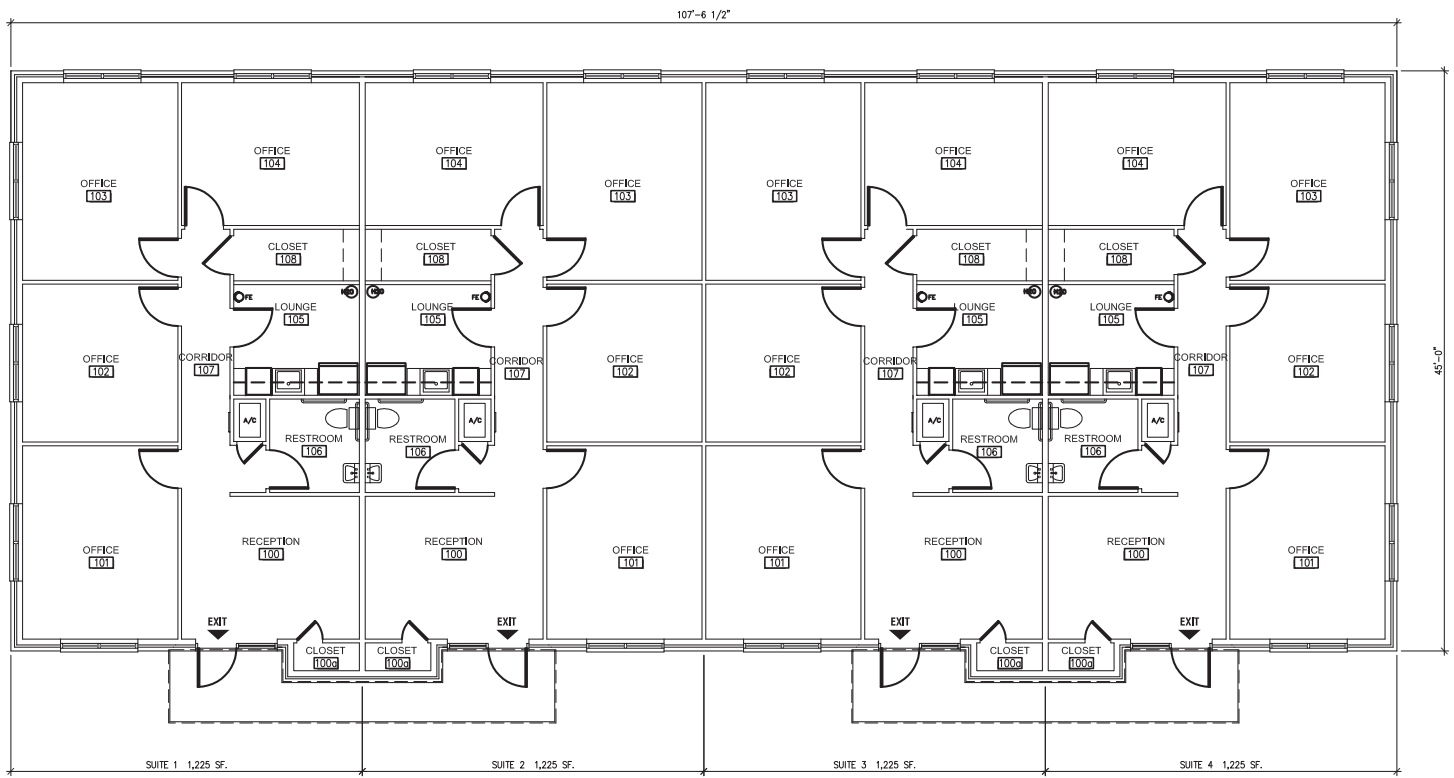 107'-6 1/2"
OFFICE
104
OFFICE
104
OFFICE
104
OFFICE
104
OFFICE
103
OFFICE
103
OFFICE
103
OFFICE
103
CLOSET
108
CLOSET
108
CLOSET
108
CLOSET
108
FE
H2O
H2O
FE
FE
H2O
H2O
FE
LOUNGE
105
LOUNGE
105
LOUNGE
105
LOUNGE
105
OFFICE
102
CORRIDOR
107
CORRIDOR
107
OFFICE
102
OFFICE
102
CORRIDOR
107
CORRIDOR
107
OFFICE
102
45'-0"
A/C
A/C
A/C
A/C
RESTROOM
106
RESTROOM
106
RESTROOM
106
RESTROOM
106
OFFICE
101
RECEPTION
100
RECEPTION
100
OFFICE
101
OFFICE
101
RECEPTION
100
RECEPTION
100
OFFICE
101
EXIT
EXIT
EXIT
EXIT
CLOSET
100a
CLOSET
100a
CLOSET
100a
CLOSET
100a
SUITE 1 1,225 SF.
SUITE 2 1,225 SF.
SUITE 3 1,225 SF.
SUITE 4 1,225 SF.